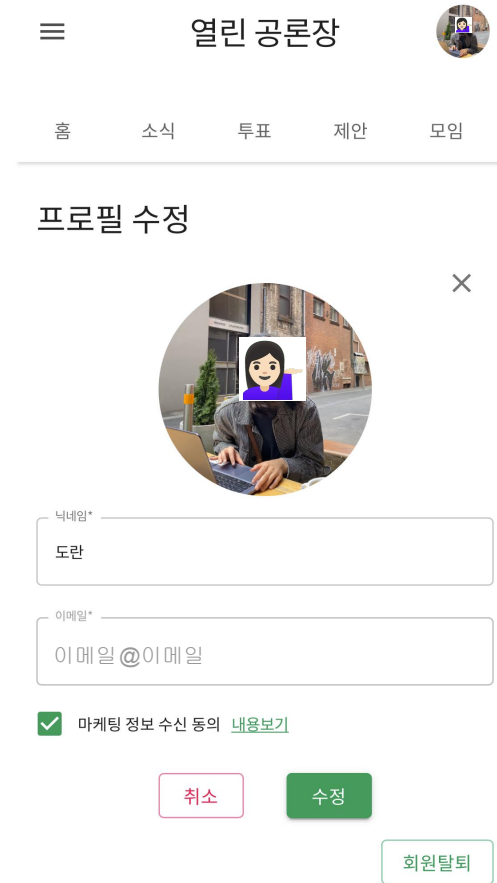 열린 공론장
홈 소식 투표 제안 모임
프로필 수정
닉네임*
도란
이메일*
이메일@이메일
마케팅 정보 수신 동의 내용보기
취소 수정
회원탈퇴